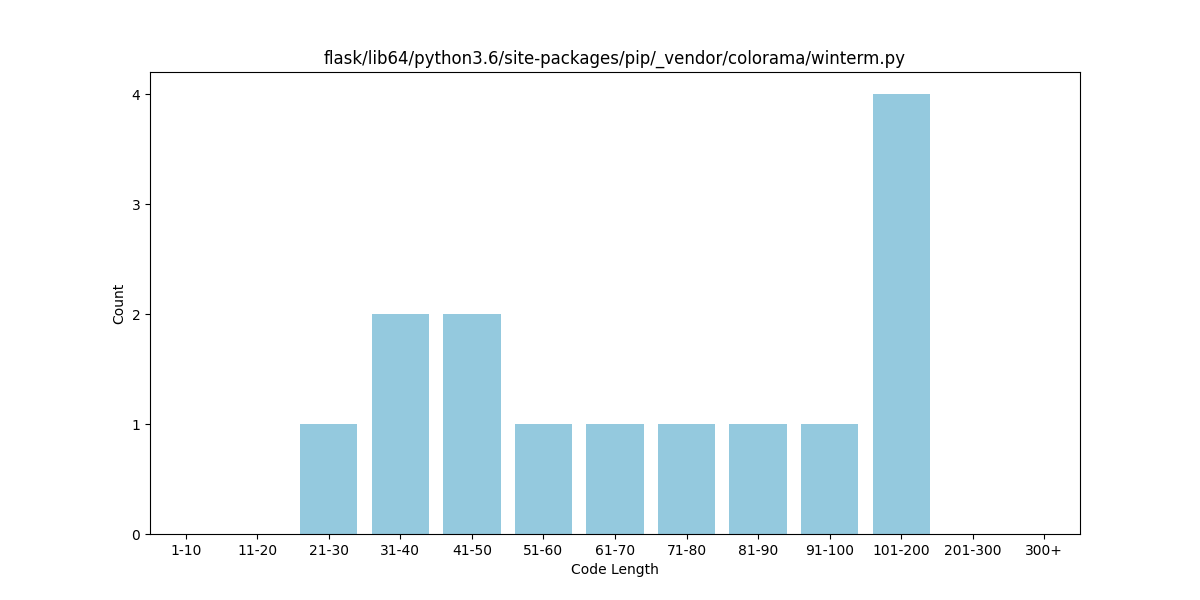 flask/lib64/python3.6/site-packages/pip/_vendor/colorama/winterm.py
Count
4
3
2
1
0
1-10 11-20 21-30 31-40 41-50 51-60 61-70 71-80 81-90 91-100 101-200 201-300 300+
Code Length